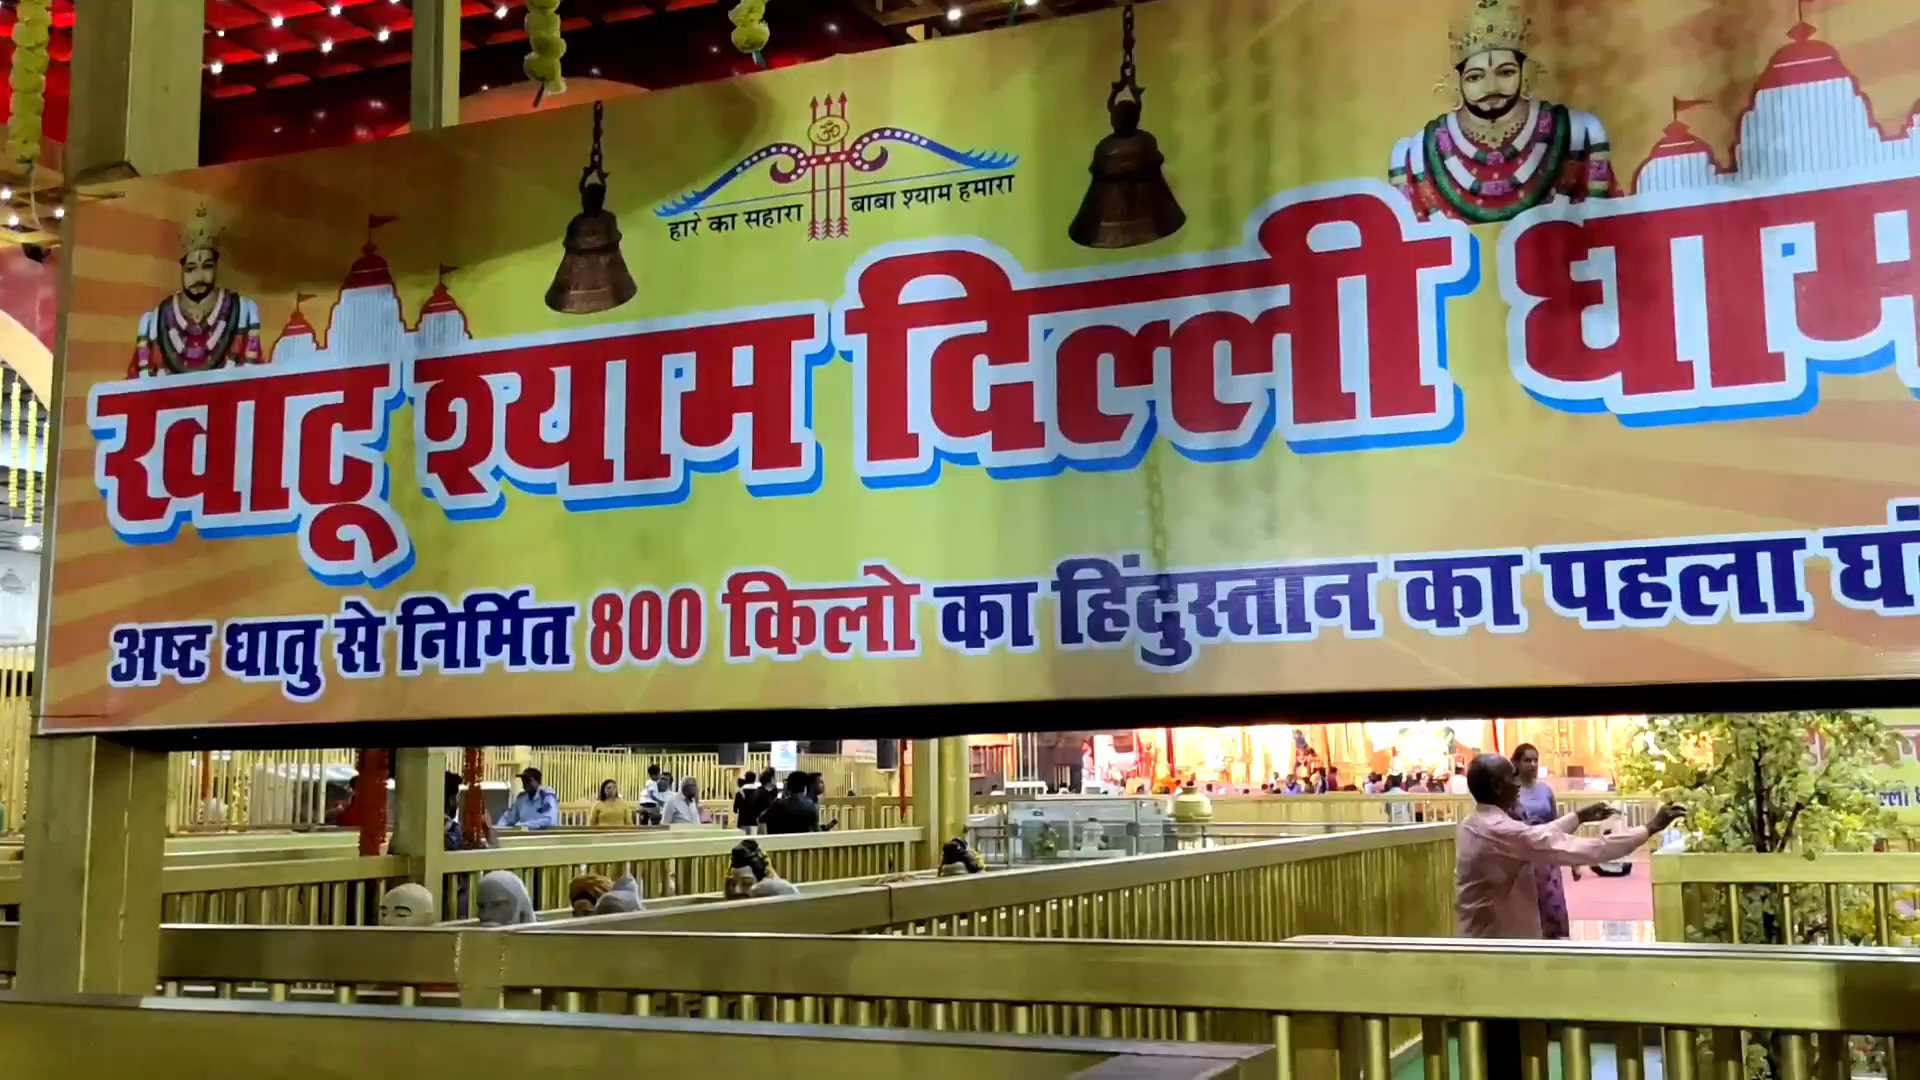 ॐ
हारे का सहारा बाबा श्याम हमारा
खाटू श्याम दिल्ली धाम
अष्ट धातु से निर्मित 800 किलो का हिंदुस्तान का पहला